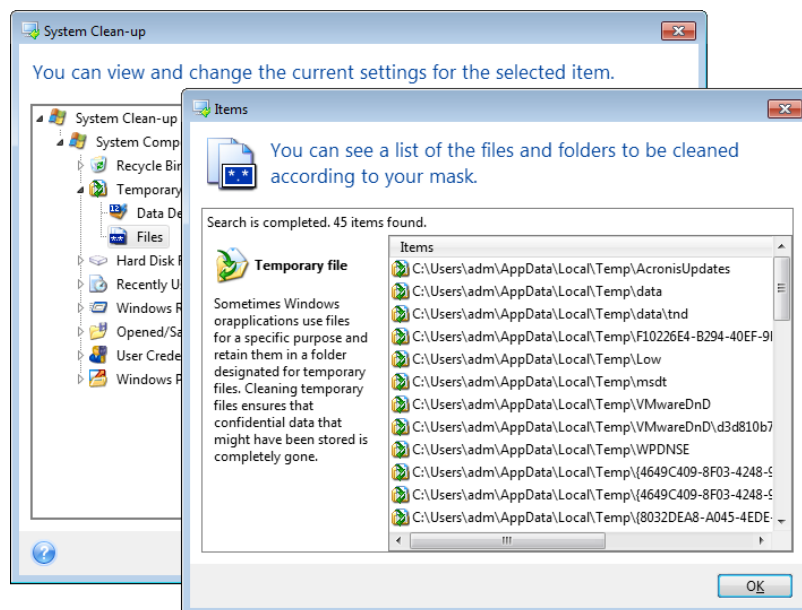 System Clean-up
You can view and change the current settings for the selected item.
System Clean-up
System Comp
Recycle Bin
Temporary
Data De
Files
Hard Disk F
Recently U
Windows R
Opened/Sa
User Crede
Windows P
Items
You can see a list of the files and folders to be cleaned
according to your mask.
Search is completed. 45 items found.
Temporary file
Sometimes Windows
orapplications use files
for a specific purpose and
retain them in a folder
designated for temporary
files. Cleaning temporary
files ensures that
confidential data that
might have been stored is
completely gone.
Items
C:\Users\adm\AppData\Local\Temp\AcronisUpdates
C:\Users\adm\AppData\Local\Temp\data
C:\Users\adm\AppData\Local\Temp\data\tnd
C:\Users\adm\AppData\Local\Temp\F10226E4-B294-40EF-9
C:\Users\adm\AppData\Local\Temp\Low
C:\Users\adm\AppData\Local\Temp\msdt
C:\Users\adm\AppData\Local\Temp\VMwareDnD
C:\Users\adm\AppData\Local\Temp\VMwareDnD\d3d810b7
C:\Users\adm\AppData\Local\Temp\WPDNSE
C:\Users\adm\AppData\Local\Temp\{4649C409-8F03-4248-9
C:\Users\adm\AppData\Local\Temp\{4649C409-8F03-4248-9
C:\Users\adm\AppData\Local\Temp\{8032DEA8-A045-4EDE-
OK